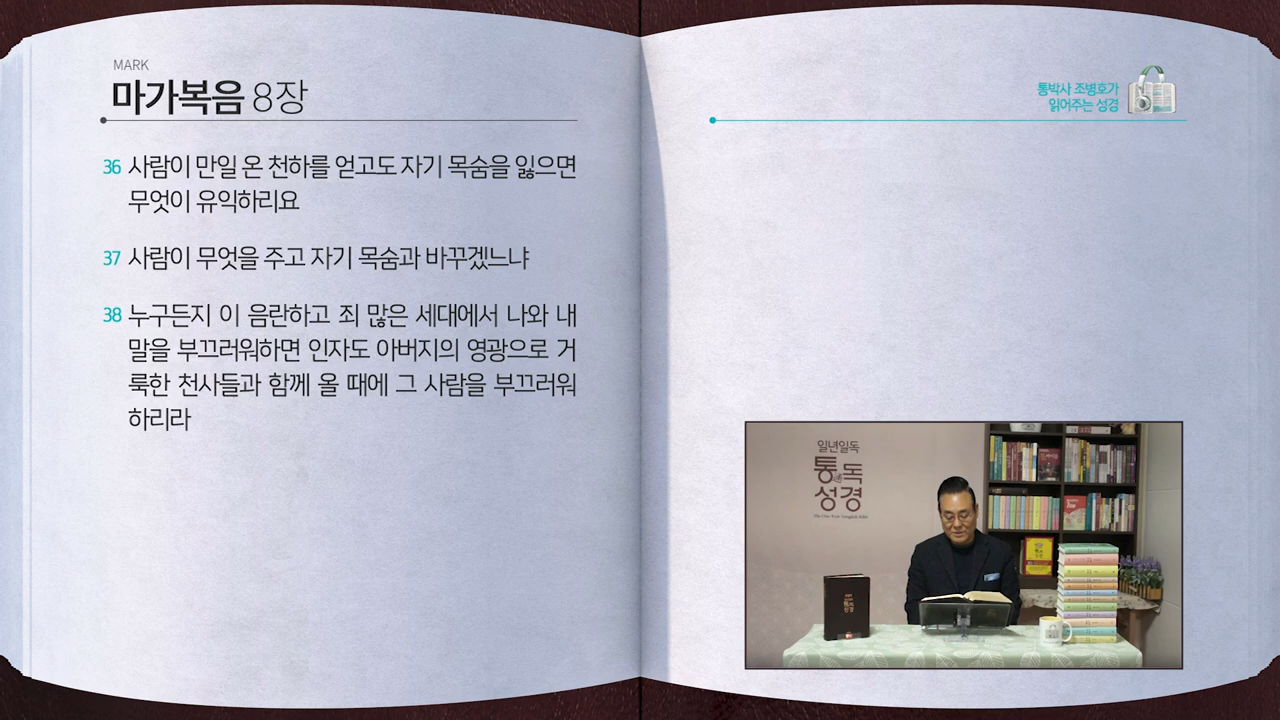 MARK
마가복음 8장
36 사람이 만일 온 천하를 얻고도 자기 목숨을 잃으면
무엇이 유익하리요
37 사람이 무엇을 주고 자기 목숨과 바꾸겠느냐
38 누구든지 이 음란하고 죄 많은 세대에서 나와 내
말을 부끄러워하면 인자도 아버지의 영광으로 거
룩한 천사들과 함께 올 때에 그 사람을 부끄러워
하리라
통박사 조병호가
읽어주는 성경
일년일독
통독
성경